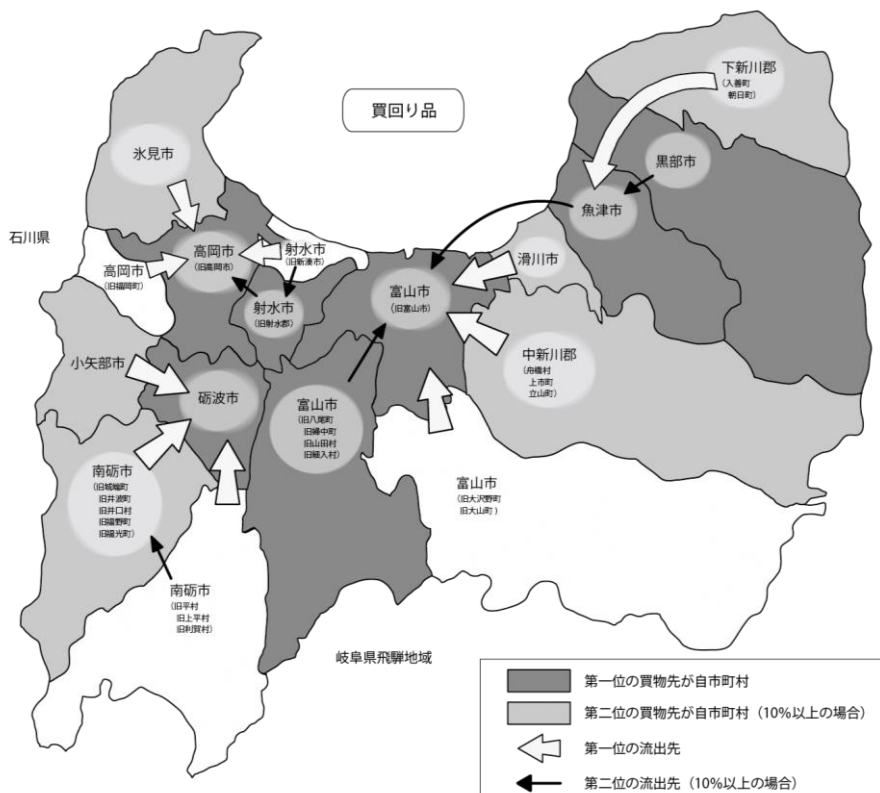 買回り品
下新川郡
(入善町
朝日町)
氷見市
黒部市
魚津市
石川県
高岡市
(旧高岡市)
射水市
(旧新湊市)
滑川市
高岡市
(旧福岡町)
富山市
(旧富山市)
射水市
(旧射水郡)
中新川郡
(舟橋村
上市町
立山町)
小矢部市
砺波市
富山市
(旧八尾町
旧婦中町
旧山田村
旧細入村)
南砺市
(旧城端町
旧井波町
旧井口村
旧福野町
旧福光町)
富山市
(旧大沢野町
旧大山町)
南砺市
(旧平村
旧上平村
旧利賀村)
岐阜県飛騨地域
第一位の買物先が自市町村
第二位の買物先が自市町村(10%以上の場合)
第一位の流出先
第二位の流出先(10%以上の場合)